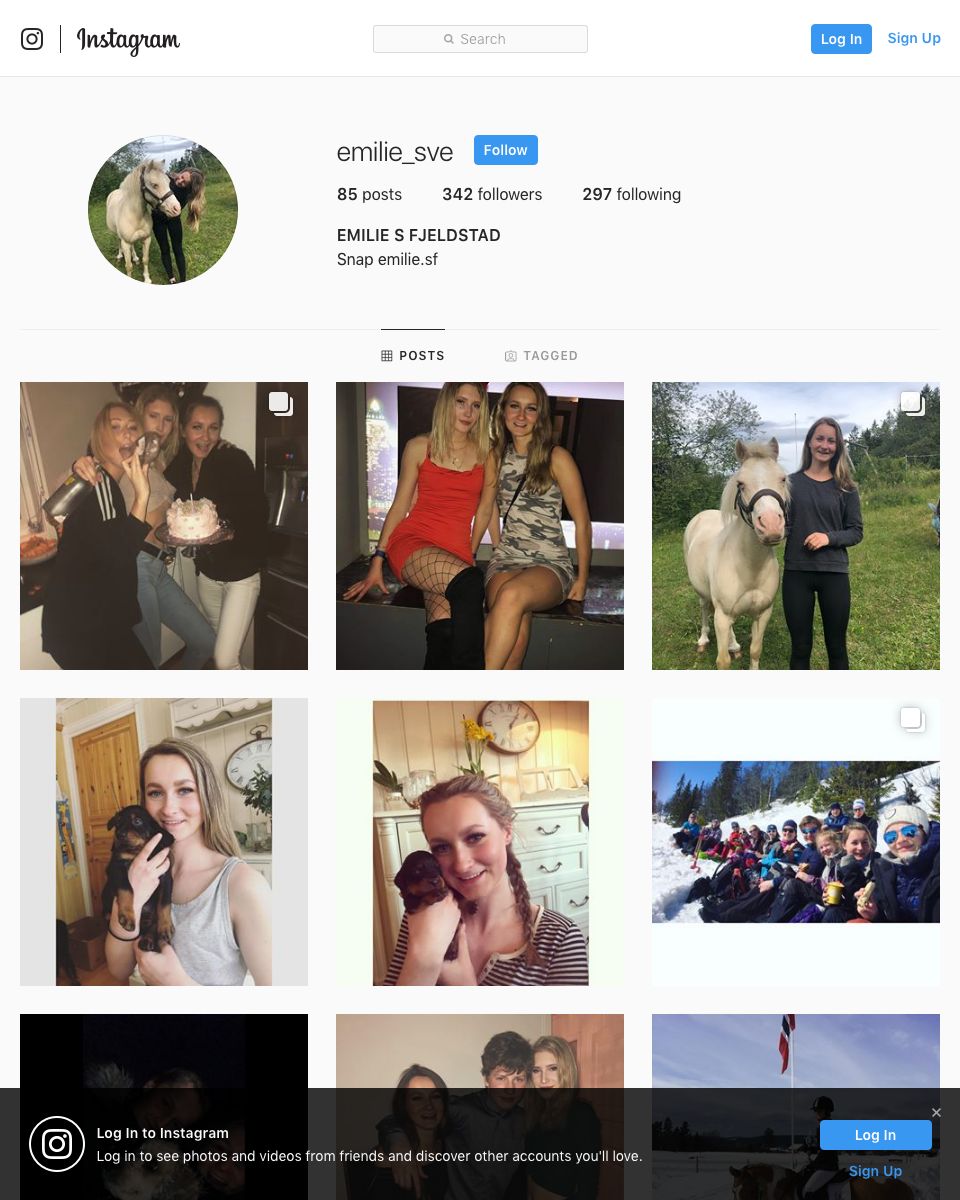 Instagram
Search
Log In
Sign Up
emilie_sve
Follow
85 posts
342 followers
297 following
EMILIE S FJELDSTAD
Snap emilie.sf
POSTS
TAGGED
Log In to Instagram
Log in to see photos and videos from friends and discover other accounts you'll love.
Log In
Sign Up